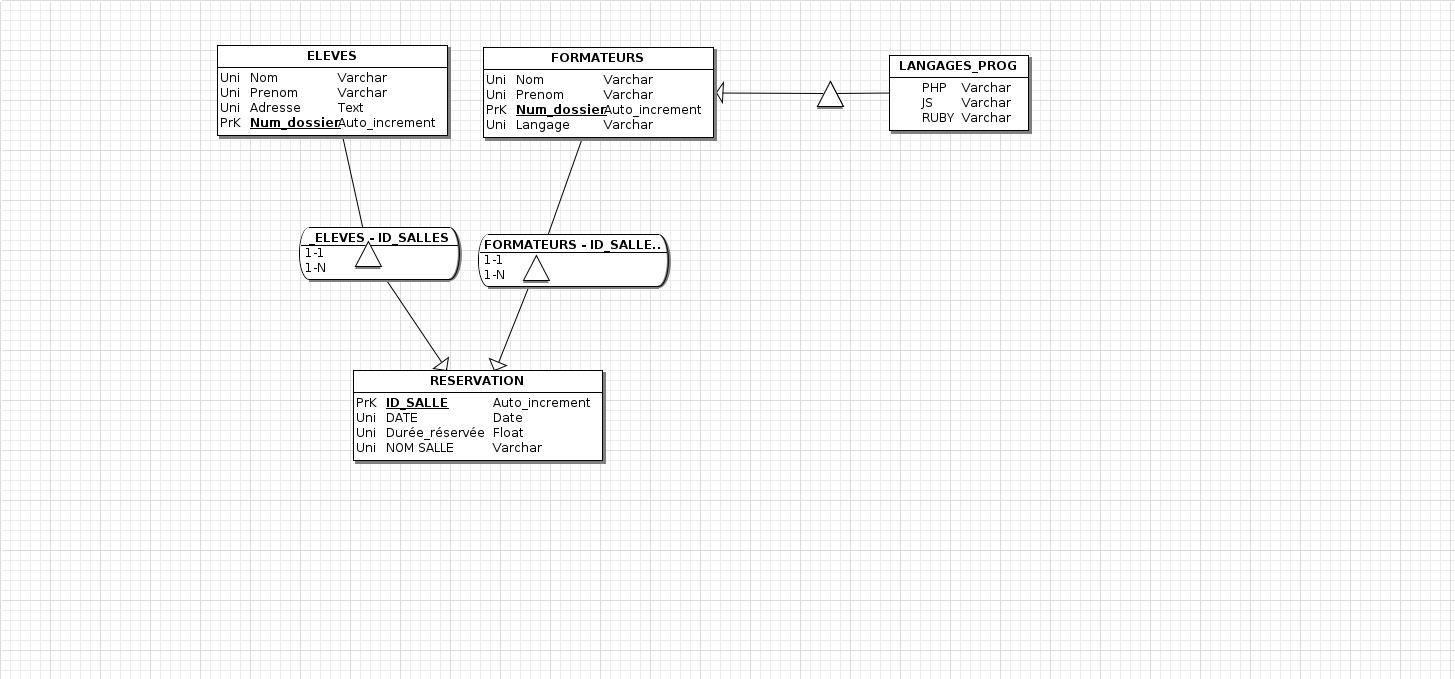 ELEVES
Uni Nom Varchar
Uni Prenom Varchar
Uni Adresse Text
PrK Num_dossier Auto_increment
FORMATEURS
Uni Nom Varchar
Uni Prenom Varchar
PrK Num_dossier Auto_increment
Uni Langage Varchar
LANGAGES_PROG
PHP Varchar
JS Varchar
RUBY Varchar
_ELEVES - ID_SALLES
1-1
1-N
FORMATEURS - ID_SALLE..
1-1
1-N
RESERVATION
PrK ID_SALLE Auto_increment
Uni DATE Date
Uni Durée_réservée Float
Uni NOM SALLE Varchar